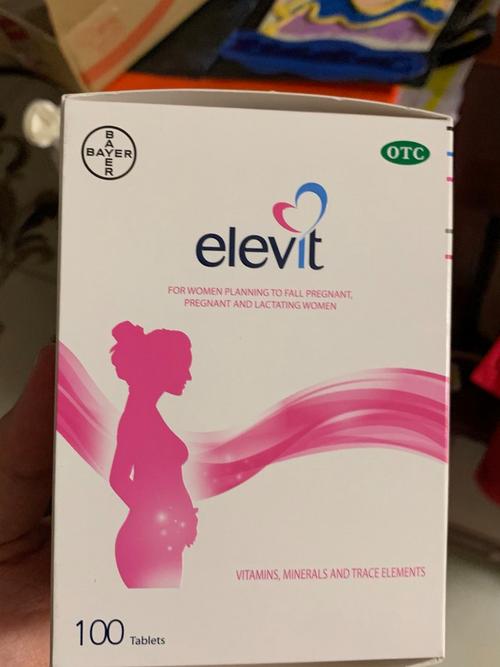 BAYER
BAYER
OTC
elevit
FOR WOMEN PLANNING TO FALL PREGNANT,
PREGNANT AND LACTATING WOMEN
VITAMINS, MINERALS AND TRACE ELEMENTS
100 Tablets